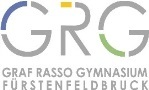 GRG
GRAF RASSO GYMNASIUM
FÜRSTENFELDBRUCK